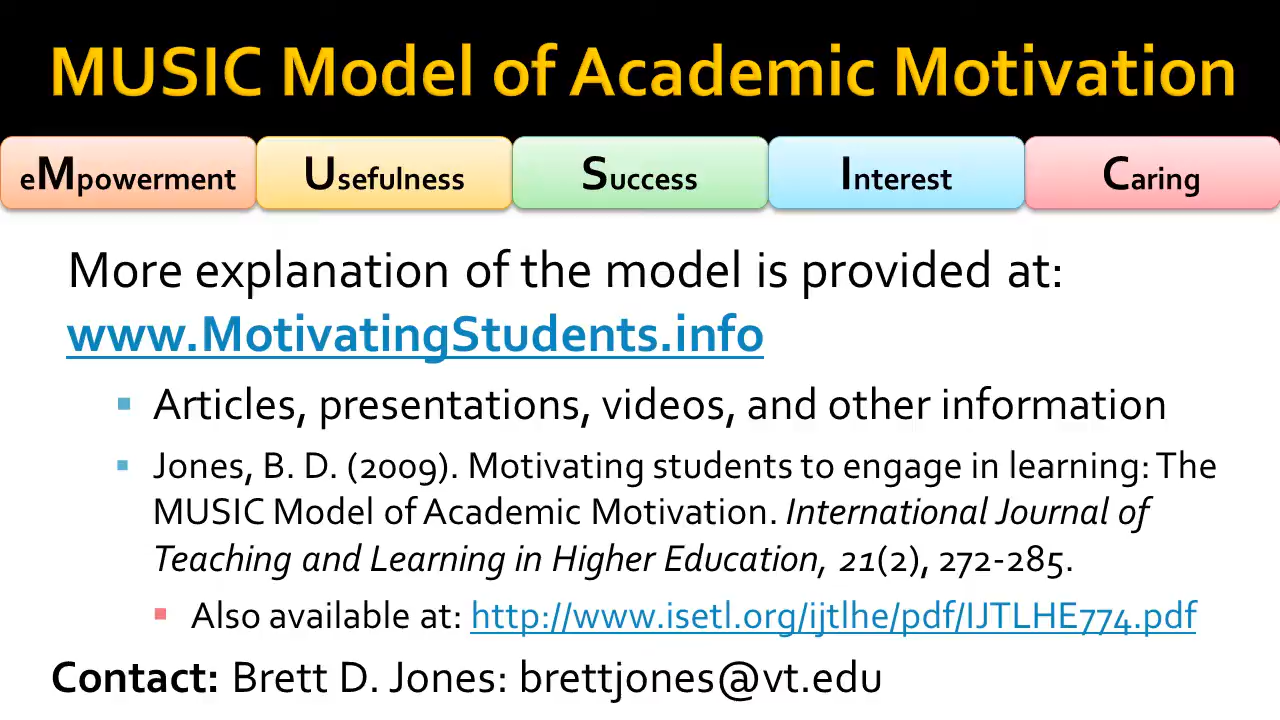 MUSIC Model of Academic Motivation
eMpowerment Usefulness Success Interest Caring
More explanation of the model is provided at:
www.MotivatingStudents.info
▪ Articles, presentations, videos, and other information
▪ Jones, B. D. (2009). Motivating students to engage in learning: The
MUSIC Model of Academic Motivation. International Journal of
Teaching and Learning in Higher Education, 21(2), 272-285.
▪ Also available at: http://www.isetl.org/ijtlhe/pdf/IJTLHE774.pdf
Contact: Brett D. Jones: brettjones@vt.edu